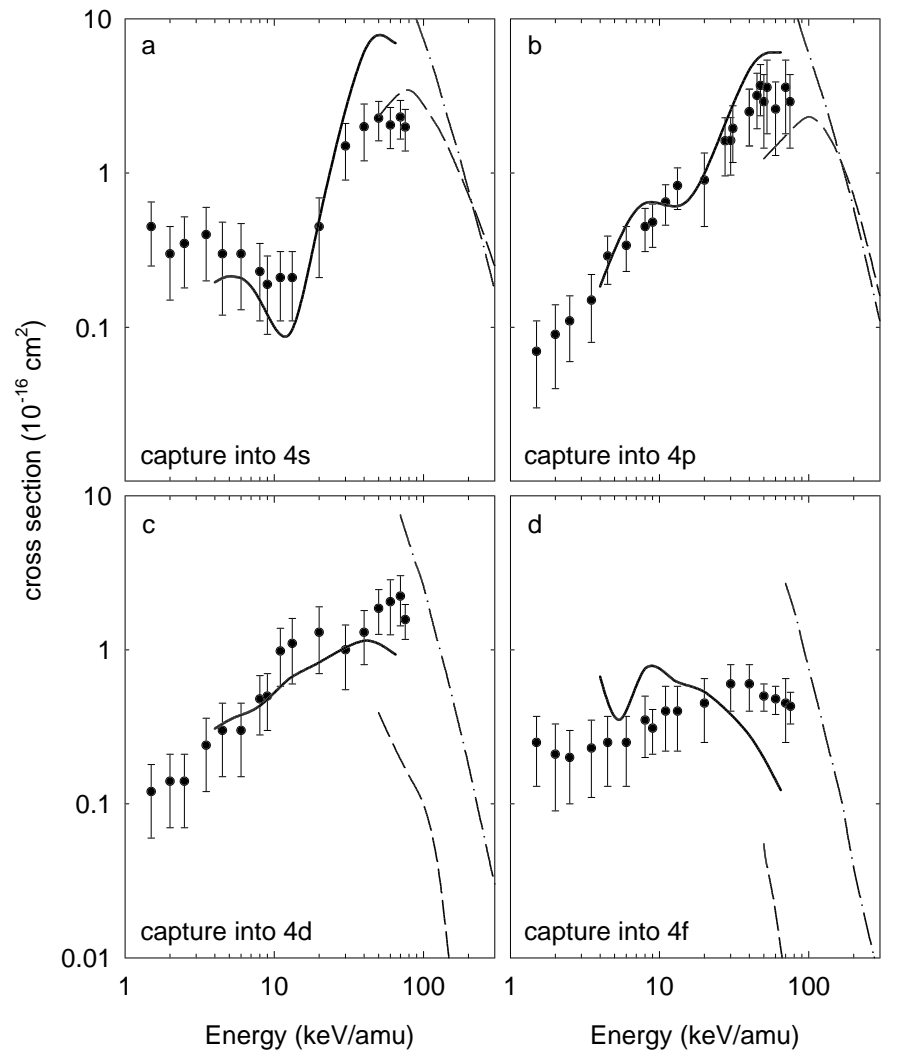 10
a
b
1
0.1
capture into 4s
capture into 4p
cross section (10⁻¹⁶ cm²)
10
c
d
1
0.1
0.01
capture into 4d
capture into 4f
1 10 100 1 10 100
Energy (keV/amu) Energy (keV/amu)